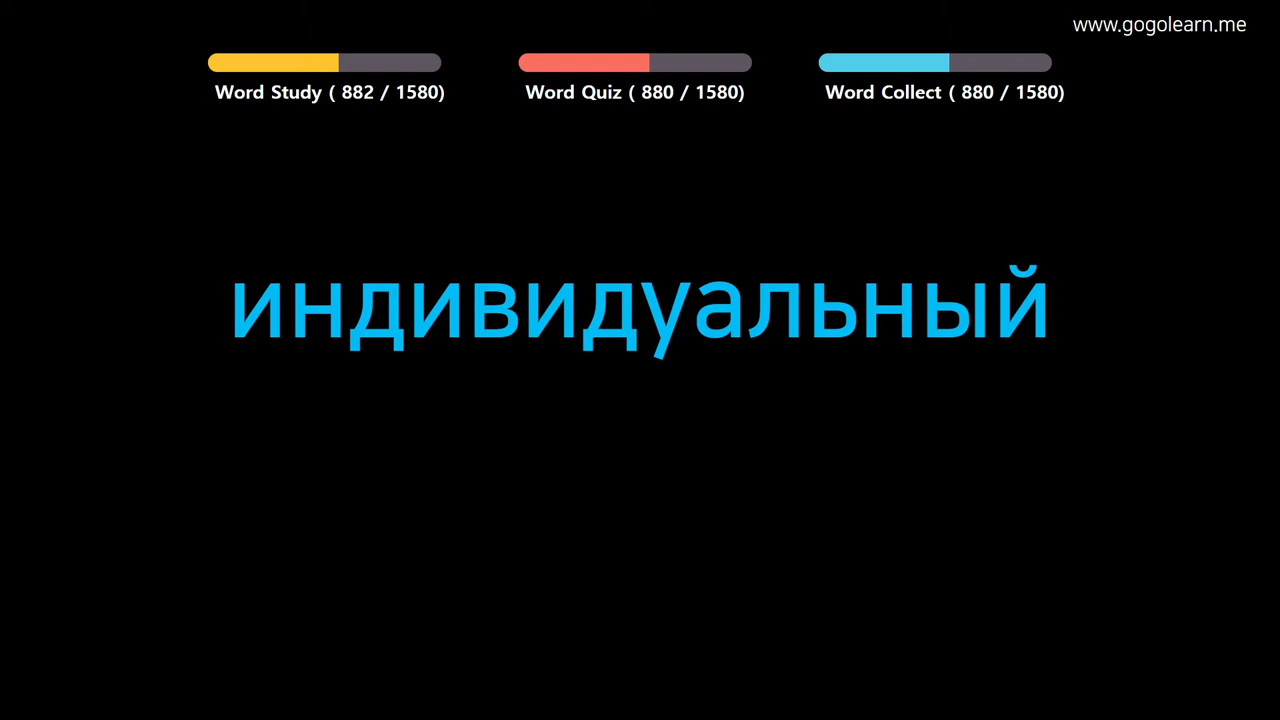 www.gogolearn.me
Word Study ( 882 / 1580)
Word Quiz ( 880 / 1580)
Word Collect ( 880 / 1580)
индивидуальный